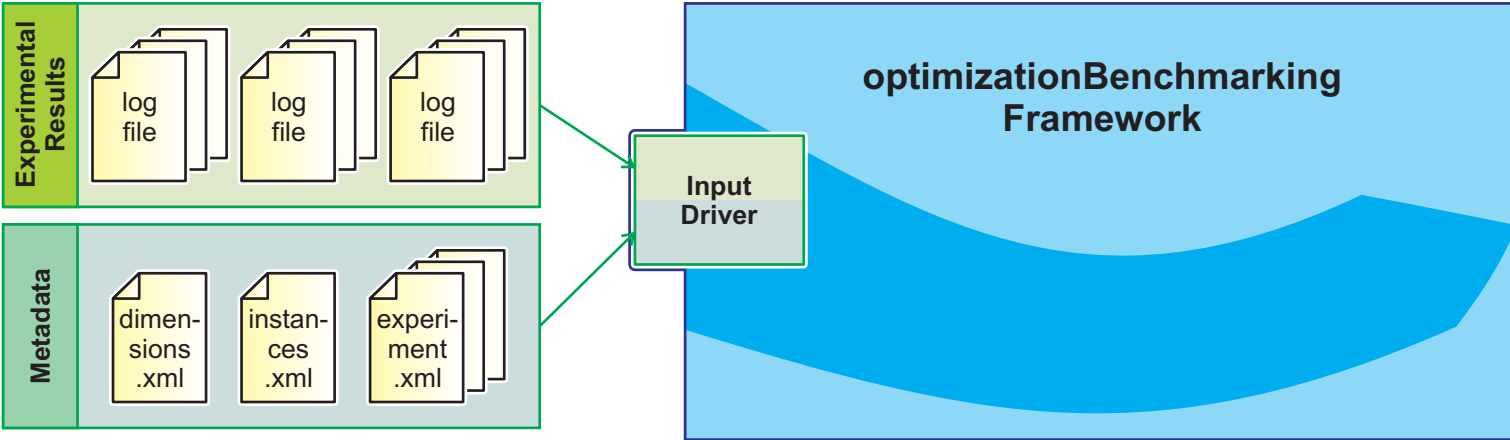 Experimental
Results
log
file
log
file
log
file
Metadata
dimen-
sions
.xml
instan-
ces
.xml
experi-
ment
.xml
Input
Driver
optimizationBenchmarking
Framework